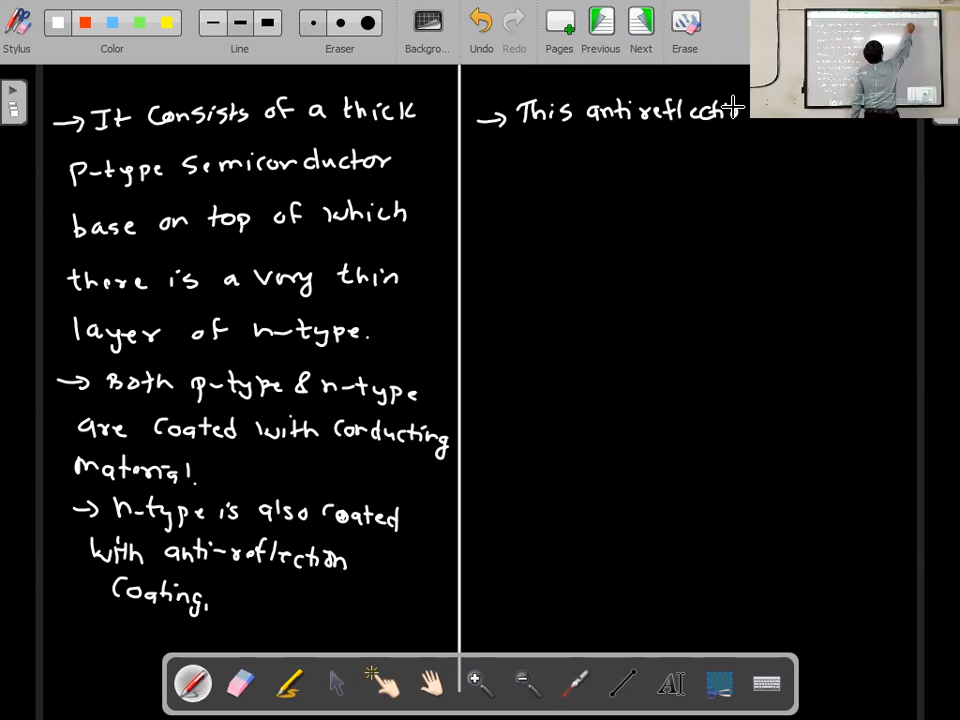 Stylus
Color
Line
Eraser
Backgro...
Undo
Redo
Pages
Previous
Next
Erase
→ It consists of a thick
p-type semiconductor
base on top of which
there is a very thin
layer of n-type.
→ Both p-type & n-type
are coated with conducting
material.
→ n-type is also coated
with anti-reflection
coating.
→ This antireflectio